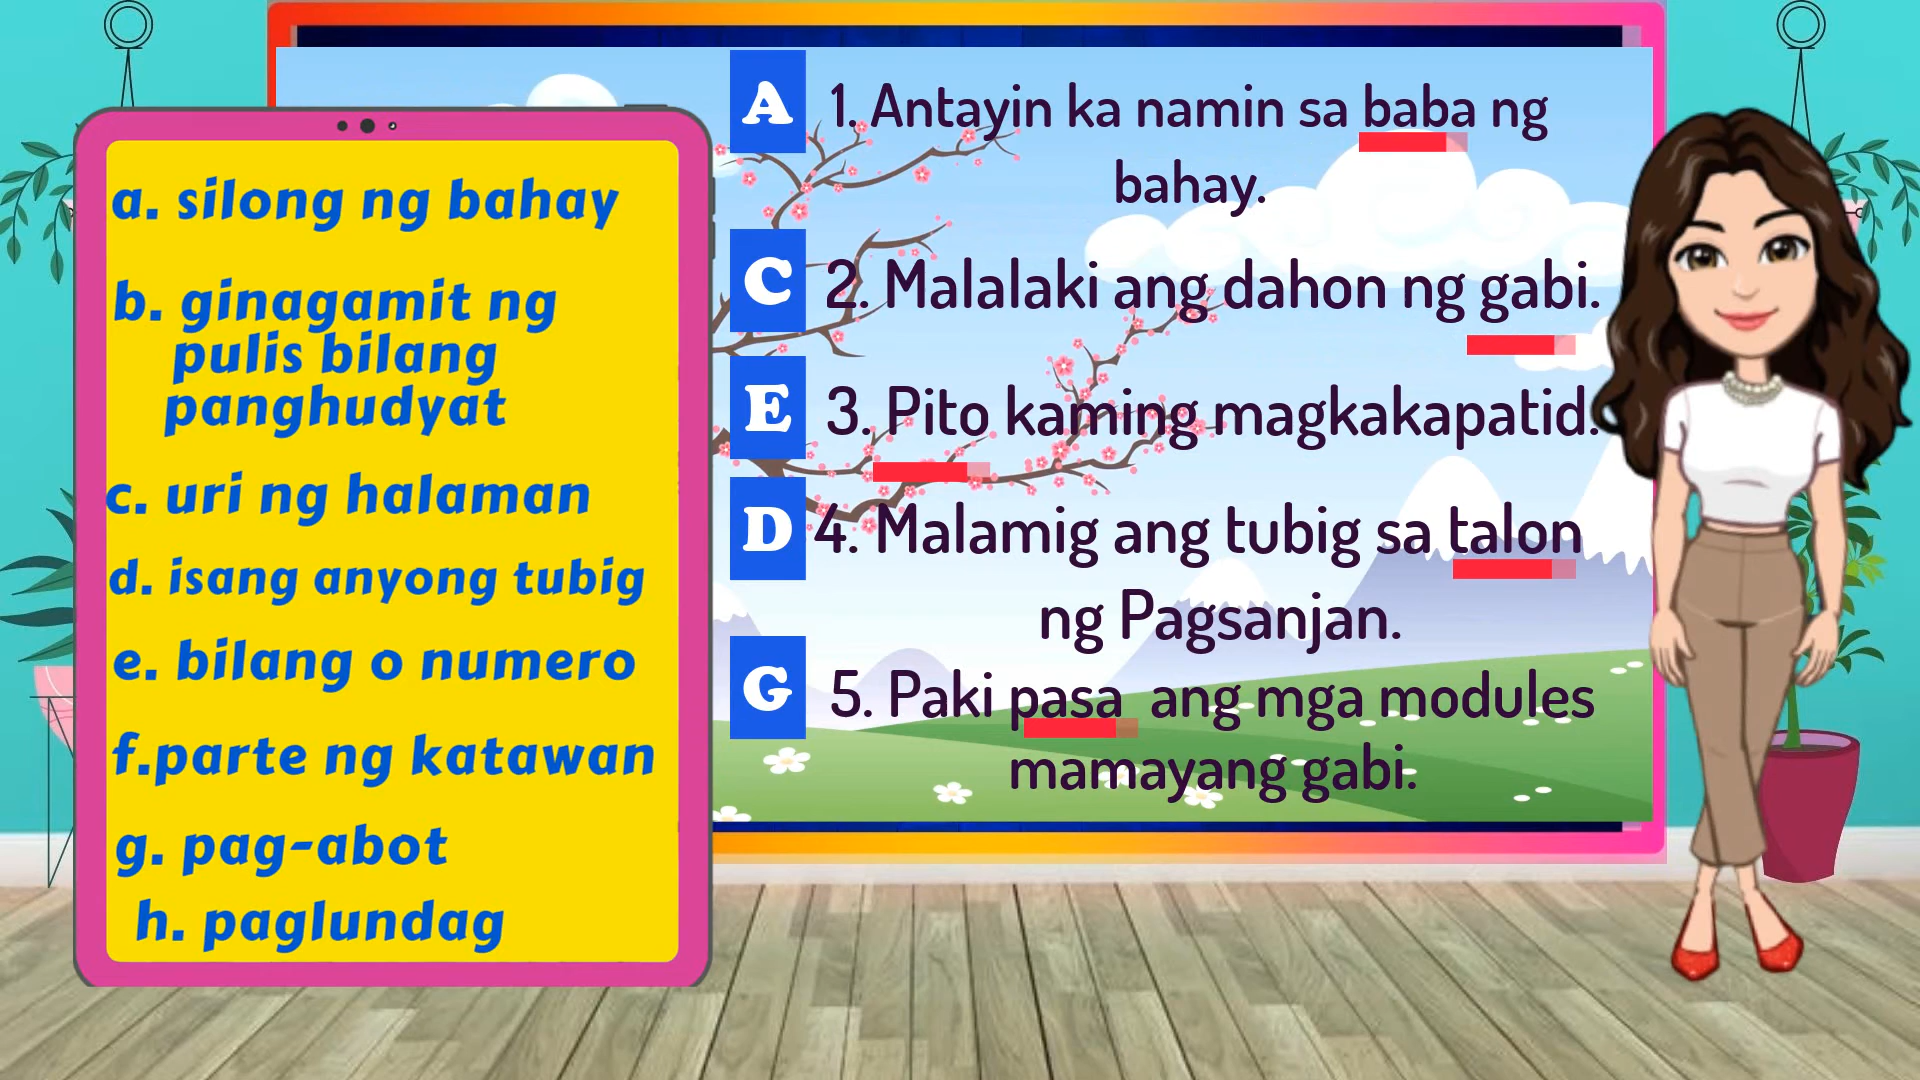 a. silong ng bahay
b. ginagamit ng
pulis bilang
panghudyat
c. uri ng halaman
d. isang anyong tubig
e. bilang o numero
f.parte ng katawan
g. pag-abot
h. paglundag
A 1. Antayin ka namin sa baba ng
bahay.
C 2. Malalaki ang dahon ng gabi.
E 3. Pito kaming magkakapatid.
D 4. Malamig ang tubig sa talon
ng Pagsanjan.
G 5. Paki pasa ang mga modules
mamayang gabi.